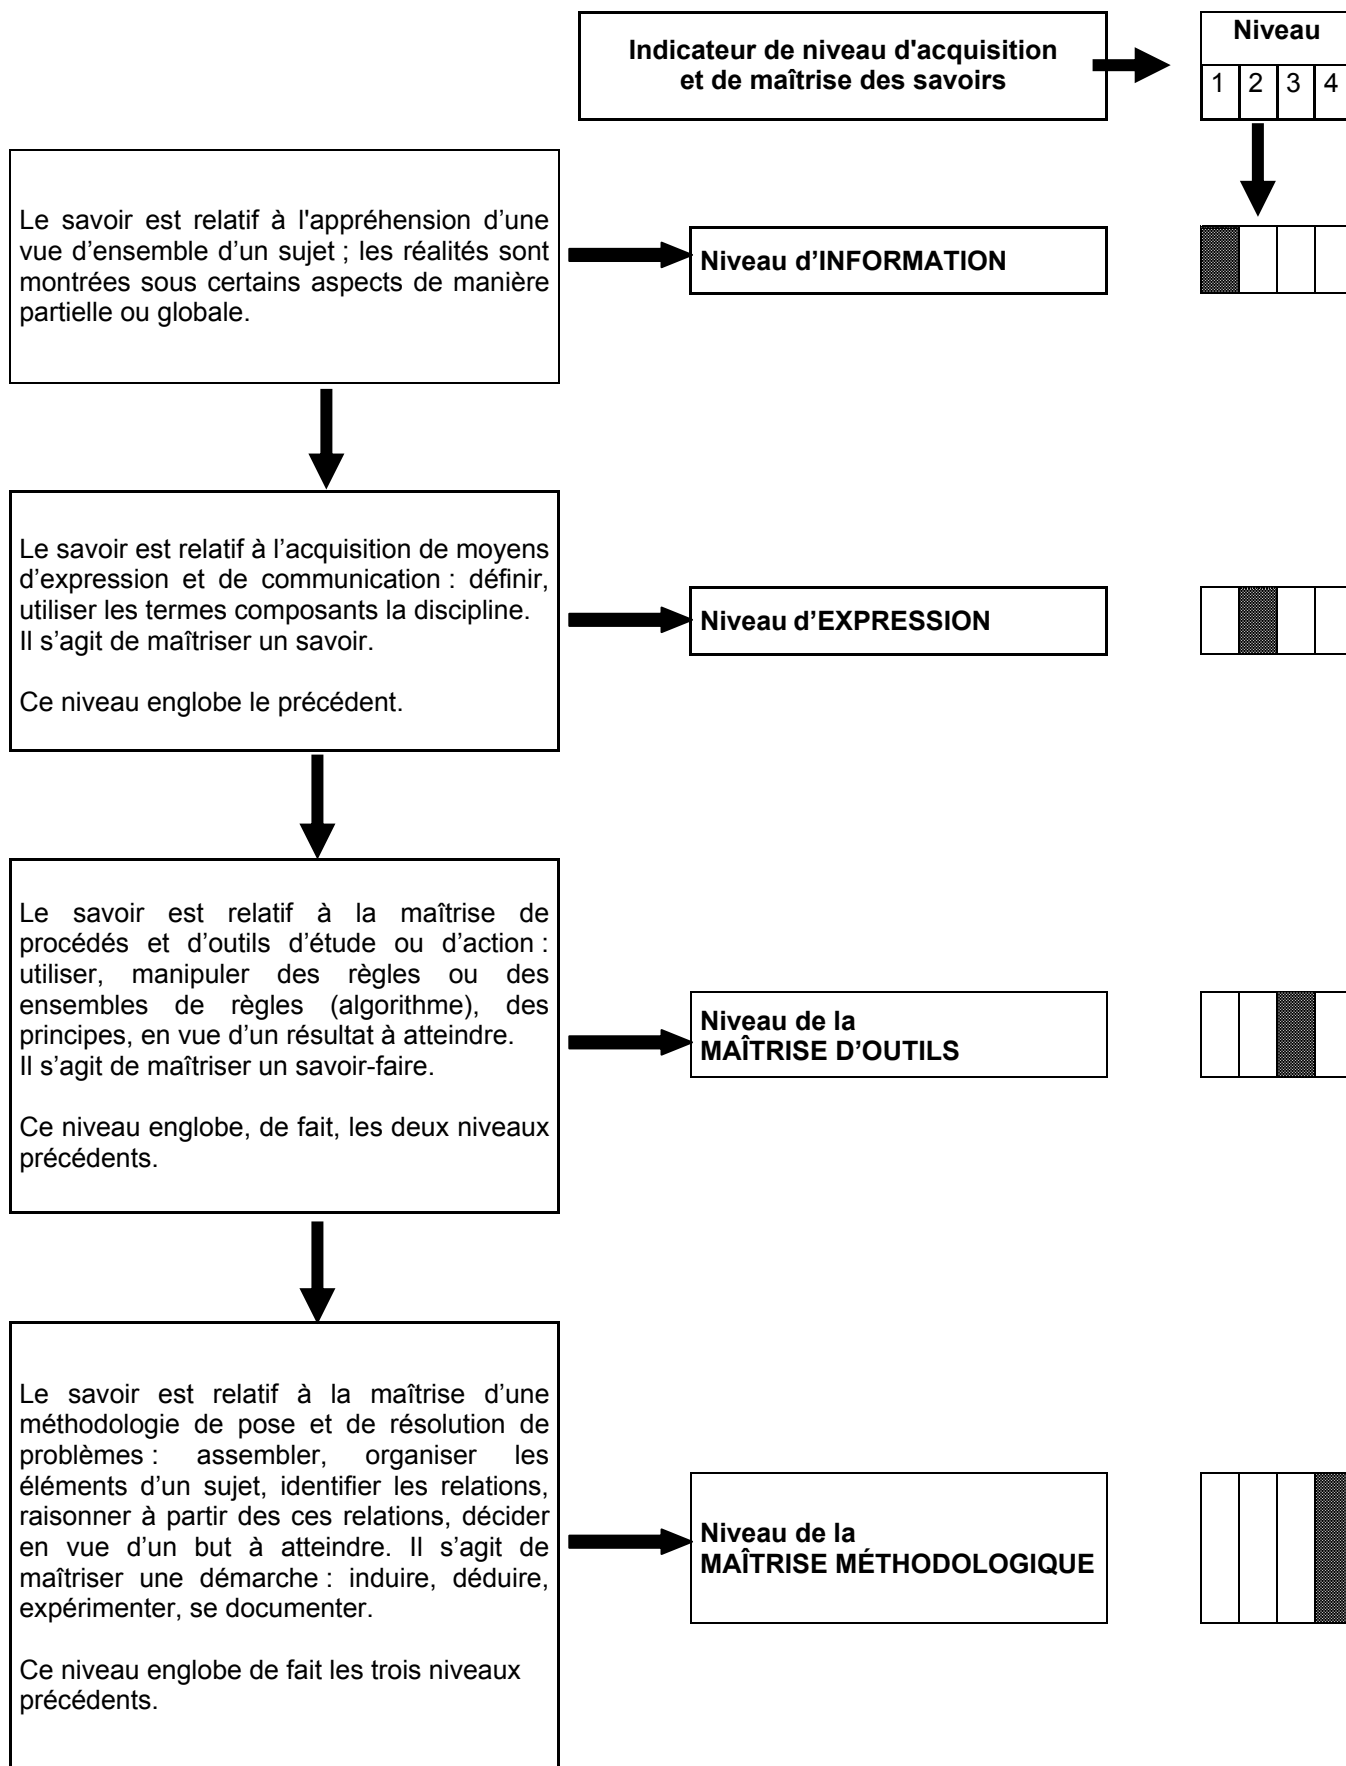 Indicateur de niveau d'acquisition
et de maîtrise des savoirs
Niveau
1 2 3 4
Le savoir est relatif à l'appréhension d’une
vue d’ensemble d’un sujet ; les réalités sont
montrées sous certains aspects de manière
partielle ou globale.
Niveau d’INFORMATION
Le savoir est relatif à l’acquisition de moyens
d’expression et de communication : définir,
utiliser les termes composants la discipline.
Il s’agit de maîtriser un savoir.
Ce niveau englobe le précédent.
Niveau d’EXPRESSION
Le savoir est relatif à la maîtrise de
procédés et d’outils d’étude ou d’action :
utiliser, manipuler des règles ou des
ensembles de règles (algorithme), des
principes, en vue d’un résultat à atteindre.
Il s’agit de maîtriser un savoir-faire.
Ce niveau englobe, de fait, les deux niveaux
précédents.
Niveau de la
MAÎTRISE D’OUTILS
Le savoir est relatif à la maîtrise d’une
méthodologie de pose et de résolution de
problèmes : assembler, organiser les
éléments d’un sujet, identifier les relations,
raisonner à partir des ces relations, décider
en vue d’un but à atteindre. Il s’agit de
maîtriser une démarche : induire, déduire,
expérimenter, se documenter.
Ce niveau englobe de fait les trois niveaux
précédents.
Niveau de la
MAÎTRISE MÉTHODOLOGIQUE